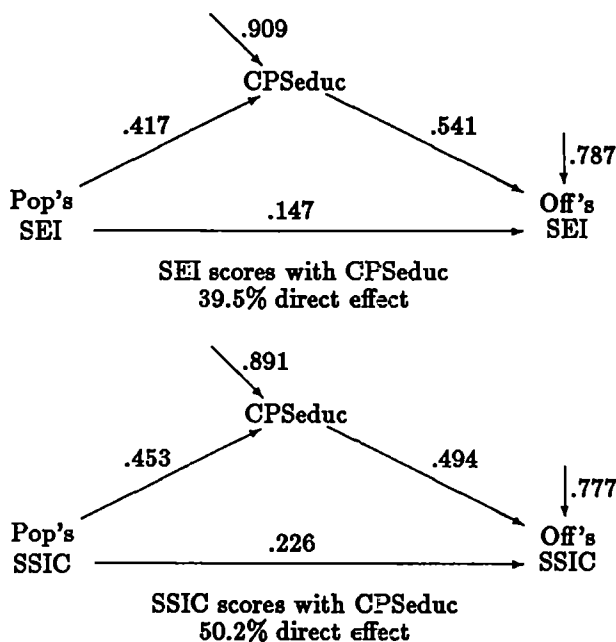 .909
CPSeduc
.417 .541
.787
Pop's Off's
SEI .147 SEI
SEI scores with CPSeduc
39.5% direct effect
.891
CPSeduc
.453 .494
.777
Pop's Off's
SSIC .226 SSIC
SSIC scores with CPSeduc
50.2% direct effect